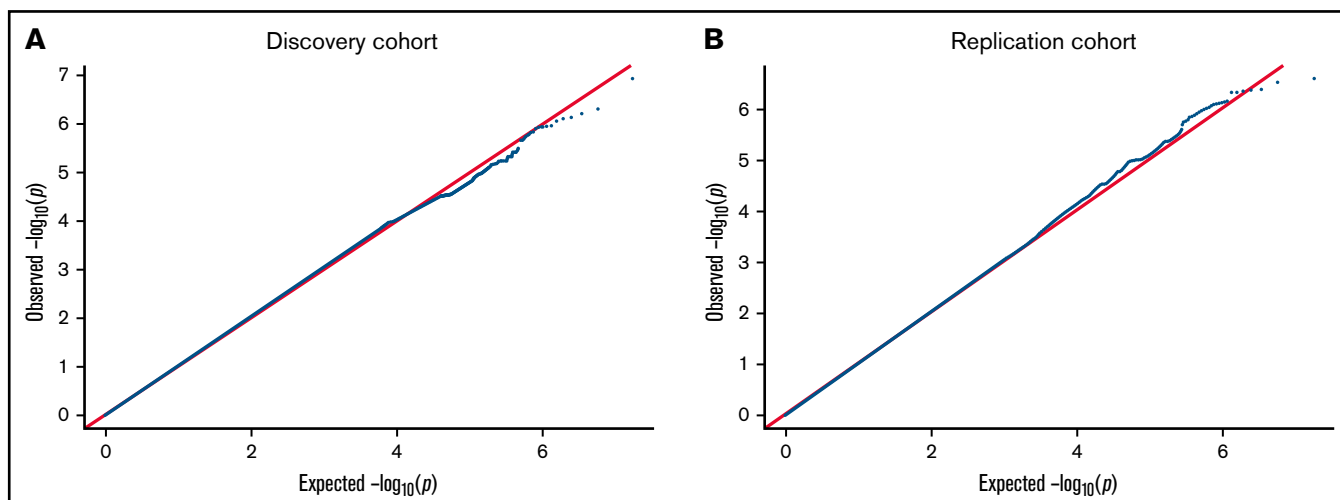 A
Discovery cohort
7
6
5
4
3
2
1
0
Observed –log10(p)
0
2
4
6
Expected –log10(p)
B
Replication cohort
6
5
4
3
2
1
0
Observed –log10(p)
0
2
4
6
Expected –log10(p)